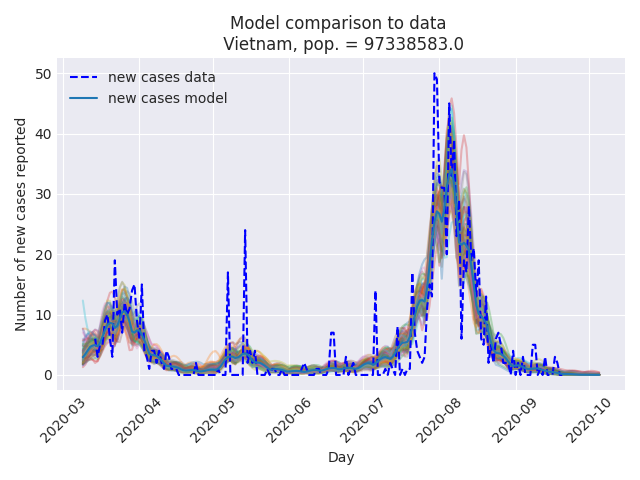 Model comparison to data
Vietnam, pop. = 97338583.0
new cases data
new cases model
Number of new cases reported
50
40
30
20
10
0
2020-03
2020-04
2020-05
2020-06
2020-07
2020-08
2020-09
2020-10
Day